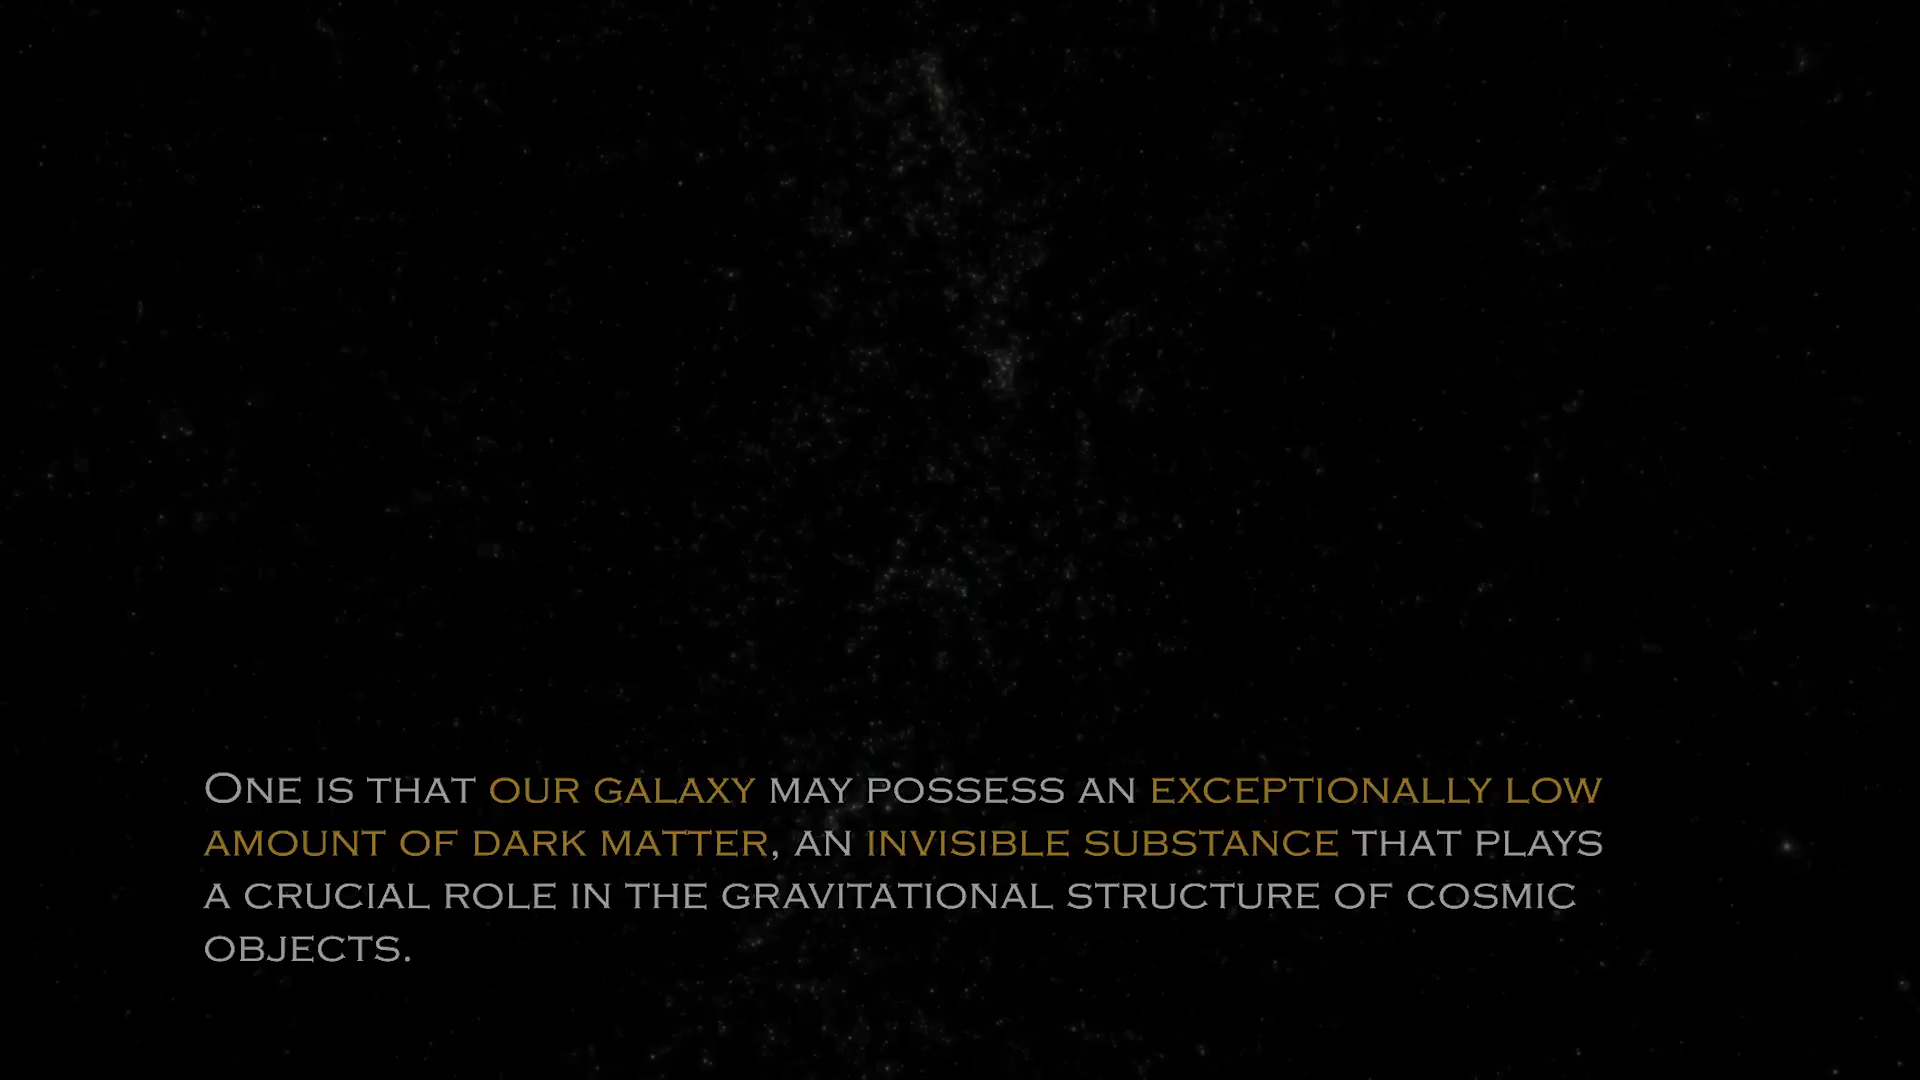 One is that our galaxy may possess an exceptionally low
amount of dark matter, an invisible substance that plays
a crucial role in the gravitational structure of cosmic
objects.